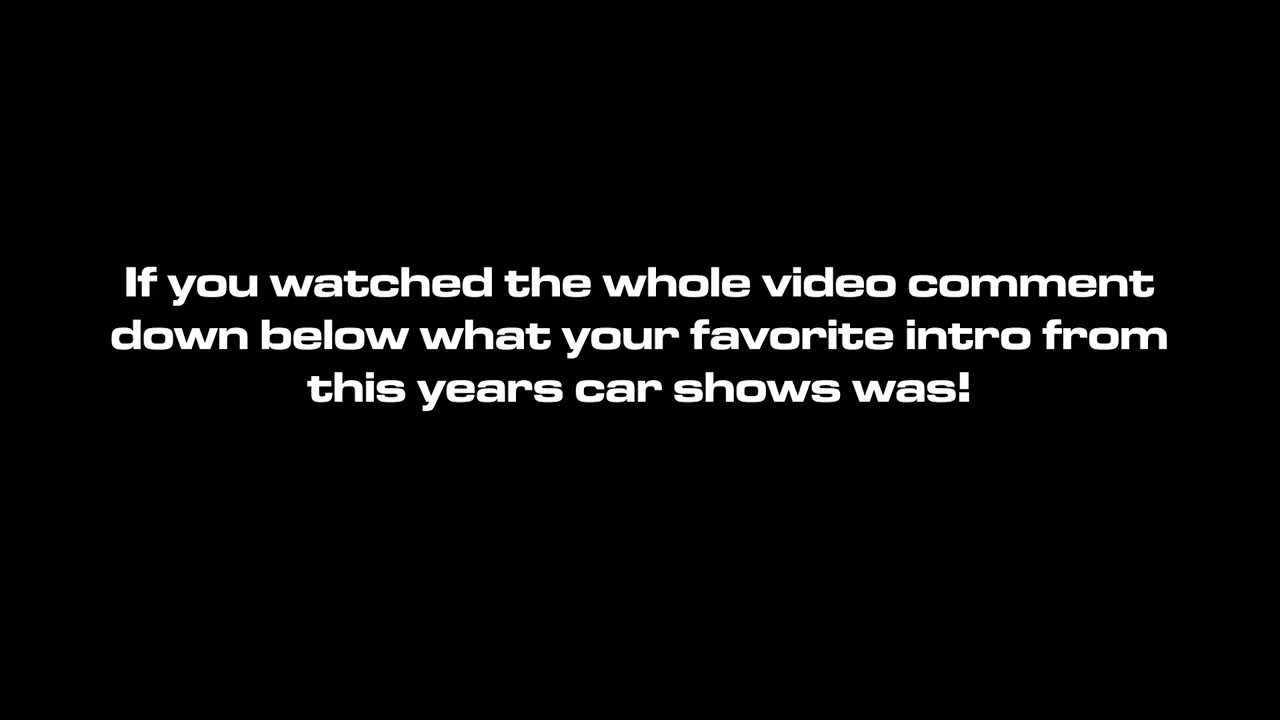 If you watched the whole video comment
down below what your favorite intro from
this years car shows was!